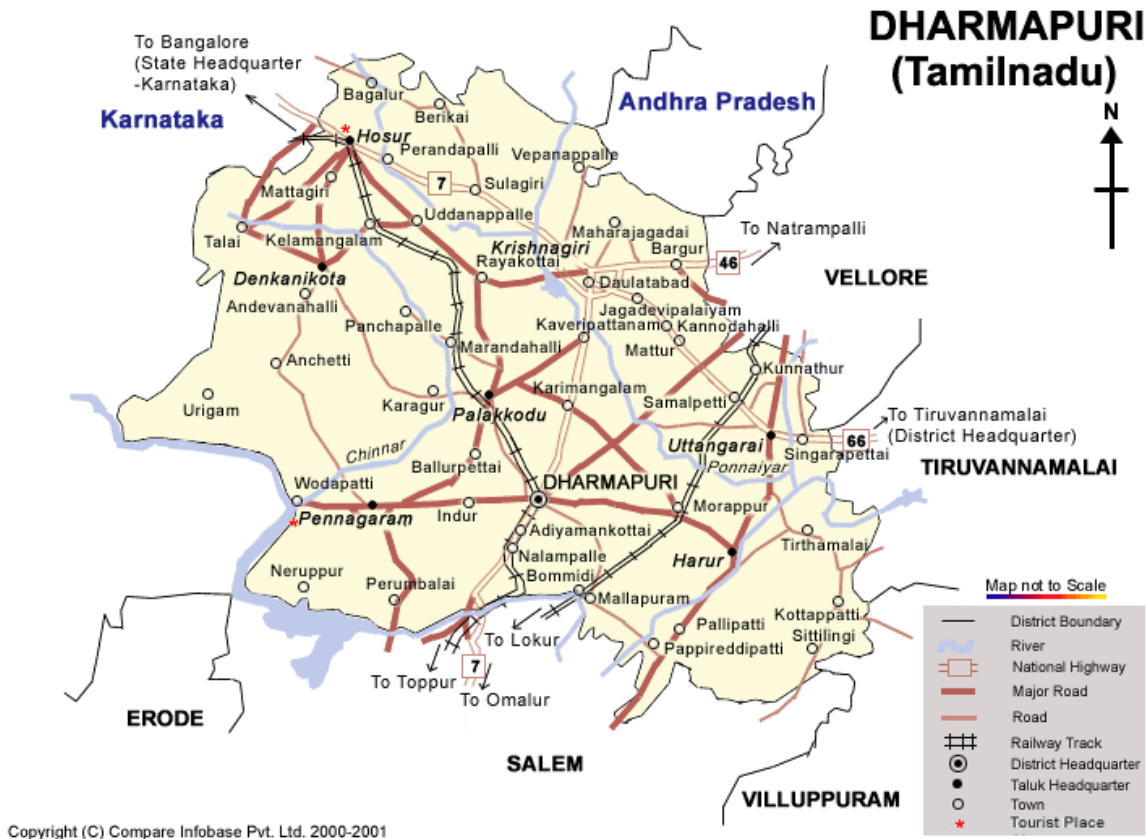 DHARMAPURI
(Tamilnadu)
N
To Bangalore
(State Headquarter
-Karnataka)
Karnataka
Andhra Pradesh
Bagalur
Berikai
Hosur
Perandapalli
Vepanappalle
7
Sulagiri
Mattagiri
Uddanappalle
Talai
Kelamangalam
Maharajagadai
To Natrampalli
Krishnagiri
Bargur
46
Rayakottai
Denkanikota
Daulatabad
VELLORE
Andevanahalli
Jagadevipalaiyam
Panchapalle
Kaveripattanam
Kannodahalli
Marandahalli
Mattur
Anchetti
Kunnathur
Karimangalam
Urigam
Karagur
Palakkodu
Samalpetti
To Tiruvannamalai
(District Headquarter)
66
Uttangarai
Singarapettai
Chinnar
Ballurpettai
Ponnaiyar
TIRUVANNAMALAI
Wodapatti
DHARMAPURI
Pennagaram
Indur
Morappur
Adiyamankottai
Tirthamalai
Nalampalle
Harur
Neruppur
Perumbalai
Bommidi
Mallapuram
Kottappatti
Pallipatti
Sittilingi
To Lokur
Pappireddipatti
To Toppur
7
To Omalur
ERODE
SALEM
VILLUPPURAM
Map not to Scale
District Boundary
River
National Highway
Major Road
Road
Railway Track
District Headquarter
Taluk Headquarter
Town
Tourist Place
Copyright (C) Compare Infobase Pvt. Ltd. 2000-2001